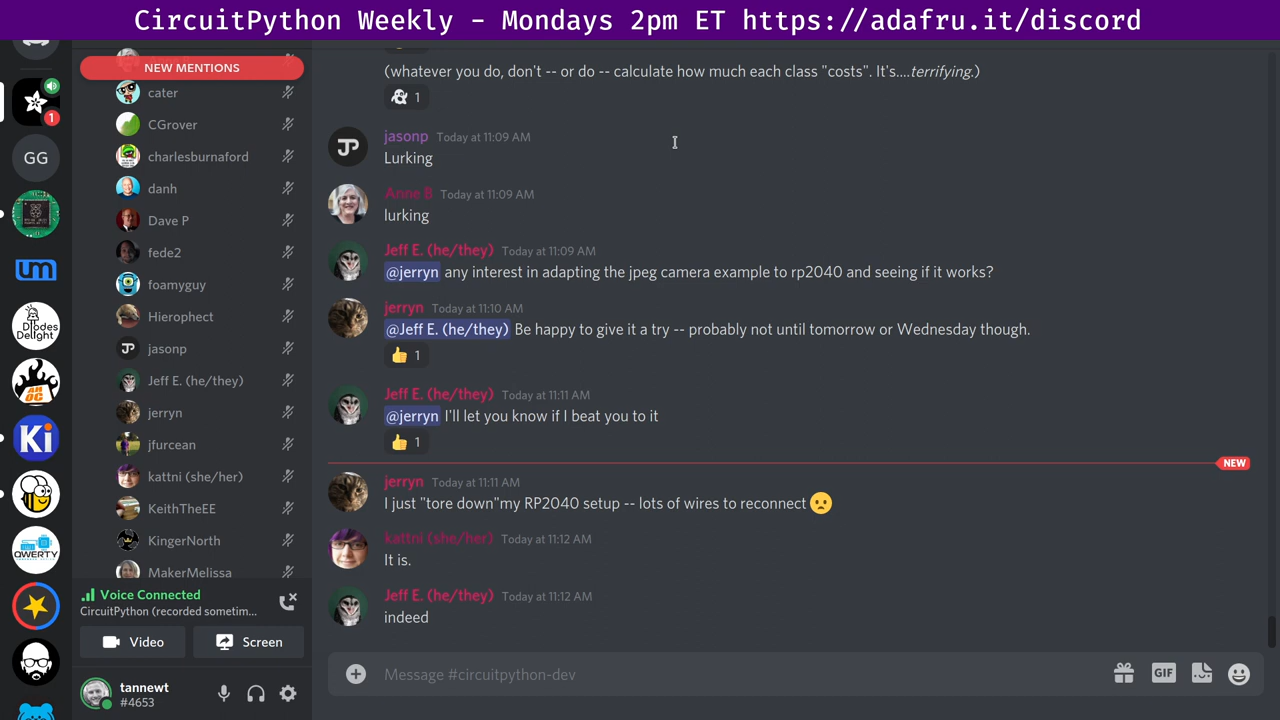 CircuitPython Weekly - Mondays 2pm ET https://adafru.it/discord
NEW MENTIONS
cater
CGrover
charlesburnaford
danh
Dave P
fede2
foamyguy
Hierophect
jasonp
Jeff E. (he/they)
jerryn
jfurcean
kattni (she/her)
KeithTheEE
KingerNorth
MakerMelissa
Voice Connected
CircuitPython (recorded sometim...
Video
Screen
tannewt
#4653
1
GG
um
Diodes Delight
AH OC
Ki
QWERTY
(whatever you do, don't -- or do -- calculate how much each class "costs". It's....terrifying.)
1
JP
jasonp Today at 11:09 AM
Lurking
Anne B Today at 11:09 AM
lurking
Jeff E. (he/they) Today at 11:09 AM
@jerryn any interest in adapting the jpeg camera example to rp2040 and seeing if it works?
jerryn Today at 11:10 AM
@Jeff E. (he/they) Be happy to give it a try -- probably not until tomorrow or Wednesday though.
1
Jeff E. (he/they) Today at 11:11 AM
@jerryn I'll let you know if I beat you to it
1
NEW
jerryn Today at 11:11 AM
I just "tore down"my RP2040 setup -- lots of wires to reconnect
kattni (she/her) Today at 11:12 AM
It is.
Jeff E. (he/they) Today at 11:12 AM
indeed
Message #circuitpython-dev
GIF